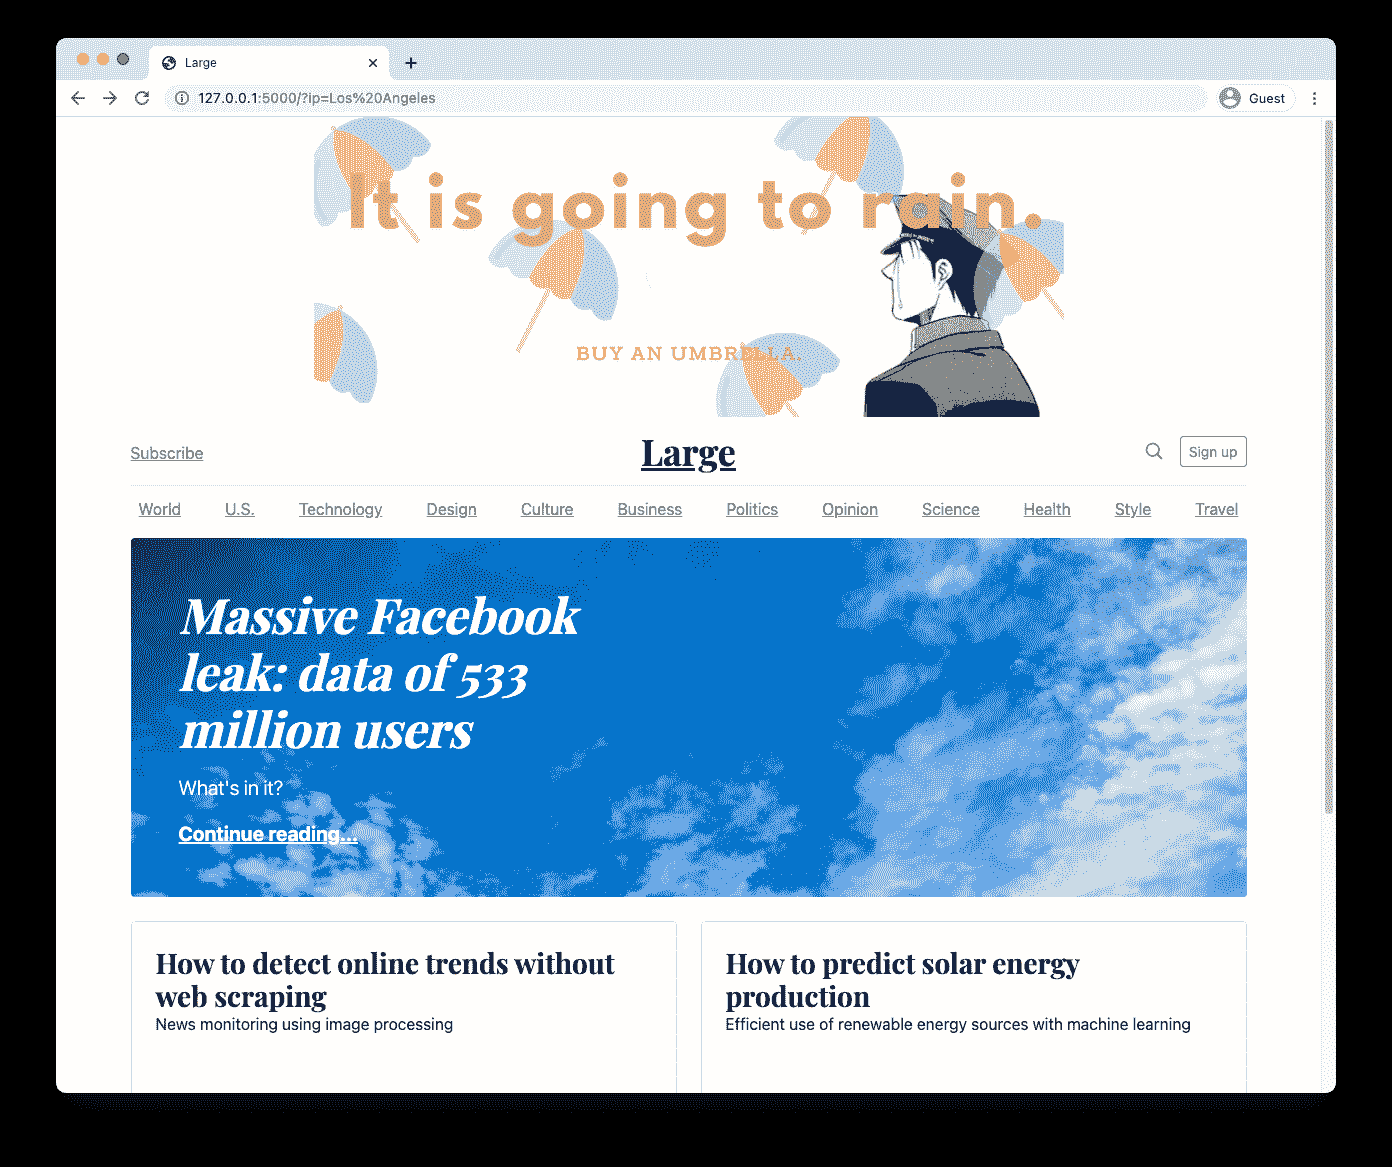 Large
127.0.0.1:5000/?ip=Los%20Angeles
Guest
It is going to rain.
BUY AN UMBRELLA.
Subscribe
Large
Sign up
World U.S. Technology Design Culture Business Politics Opinion Science Health Style Travel
Massive Facebook
leak: data of 533
million users
What's in it?
Continue reading...
How to detect online trends without
web scraping
News monitoring using image processing
How to predict solar energy
production
Efficient use of renewable energy sources with machine learning